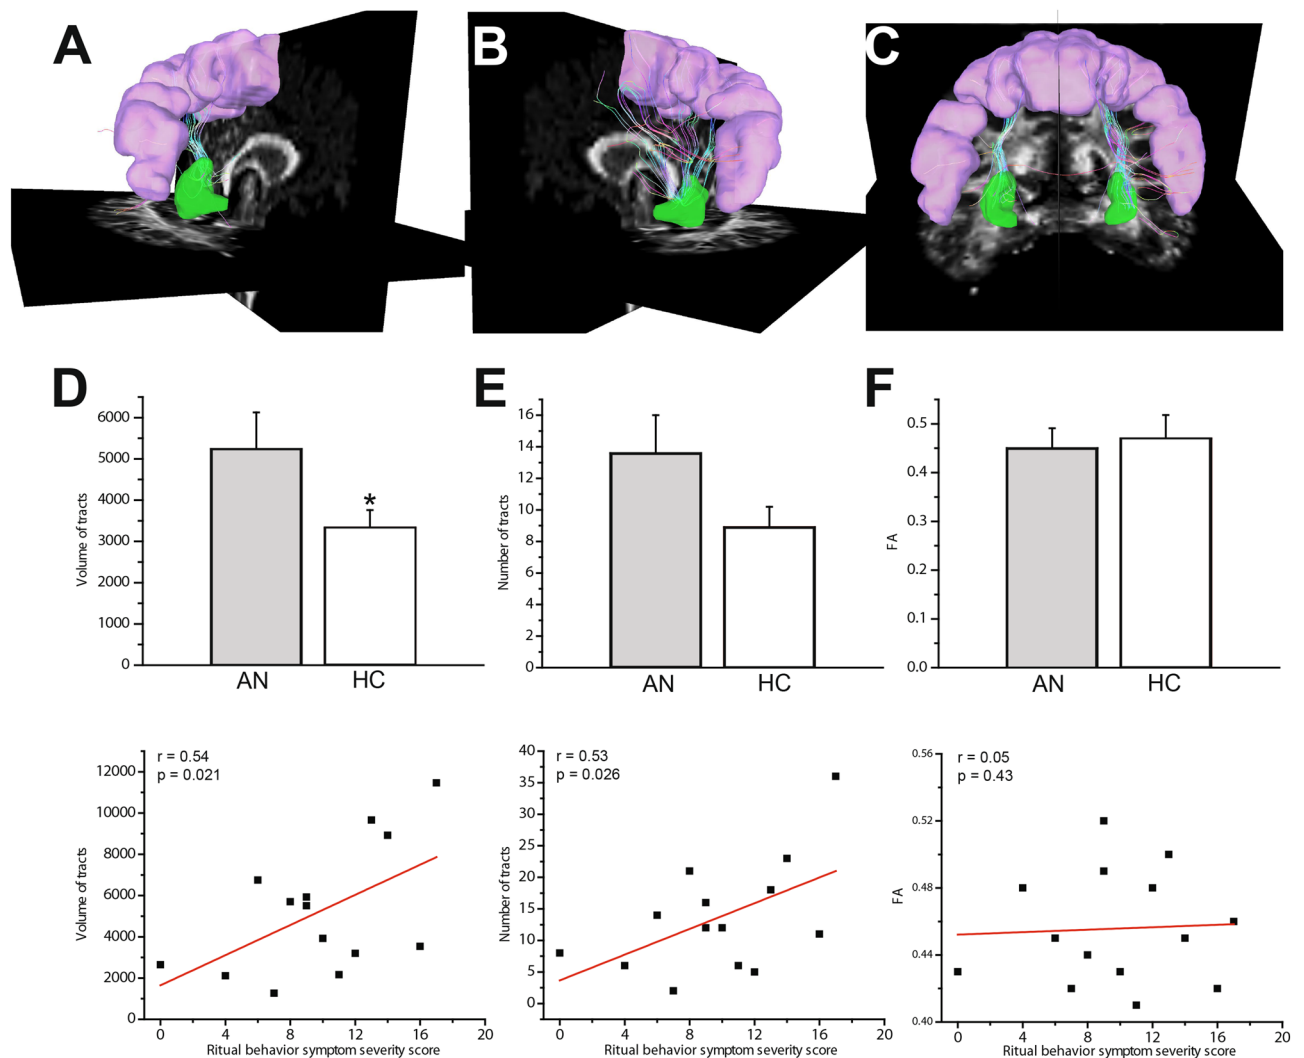 A
B
C
D
6000
5000
4000
3000
2000
1000
0
Volume of tracts
*
AN
HC
E
16
14
12
10
8
6
4
2
0
Number of tracts
AN
HC
F
0.5
0.4
0.3
0.2
0.1
0.0
FA
AN
HC
r = 0.54
p = 0.021
12000
10000
8000
6000
4000
2000
0
Volume of tracts
0 4 8 12 16 20
Ritual behavior symptom severity score
r = 0.53
p = 0.026
40
35
30
25
20
15
10
5
0
Number of tracts
0 4 8 12 16 20
Ritual behavior symptom severity score
r = 0.05
p = 0.43
0.56
0.52
0.48
0.44
0.40
FA
0 4 8 12 16 20
Ritual behavior symptom severity score